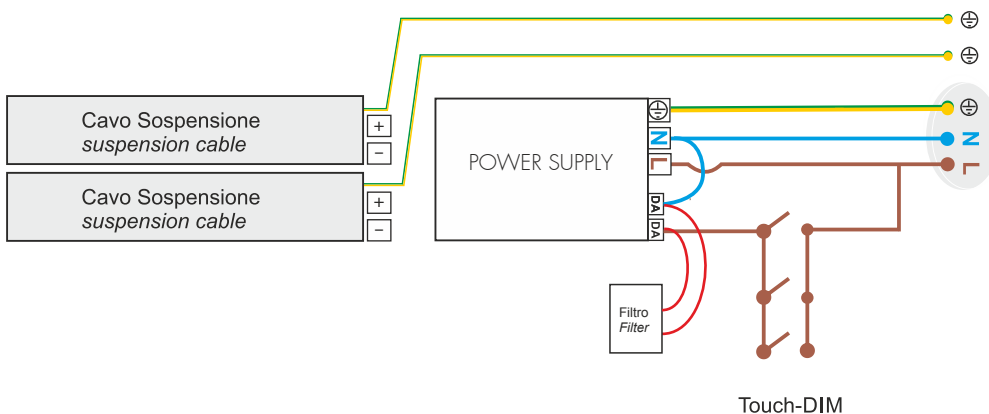 Cavo Sospensione
suspension cable
+
−
Cavo Sospensione
suspension cable
+
−
POWER SUPPLY
N
L
DA
DA
N
L
Filtro
Filter
Touch-DIM